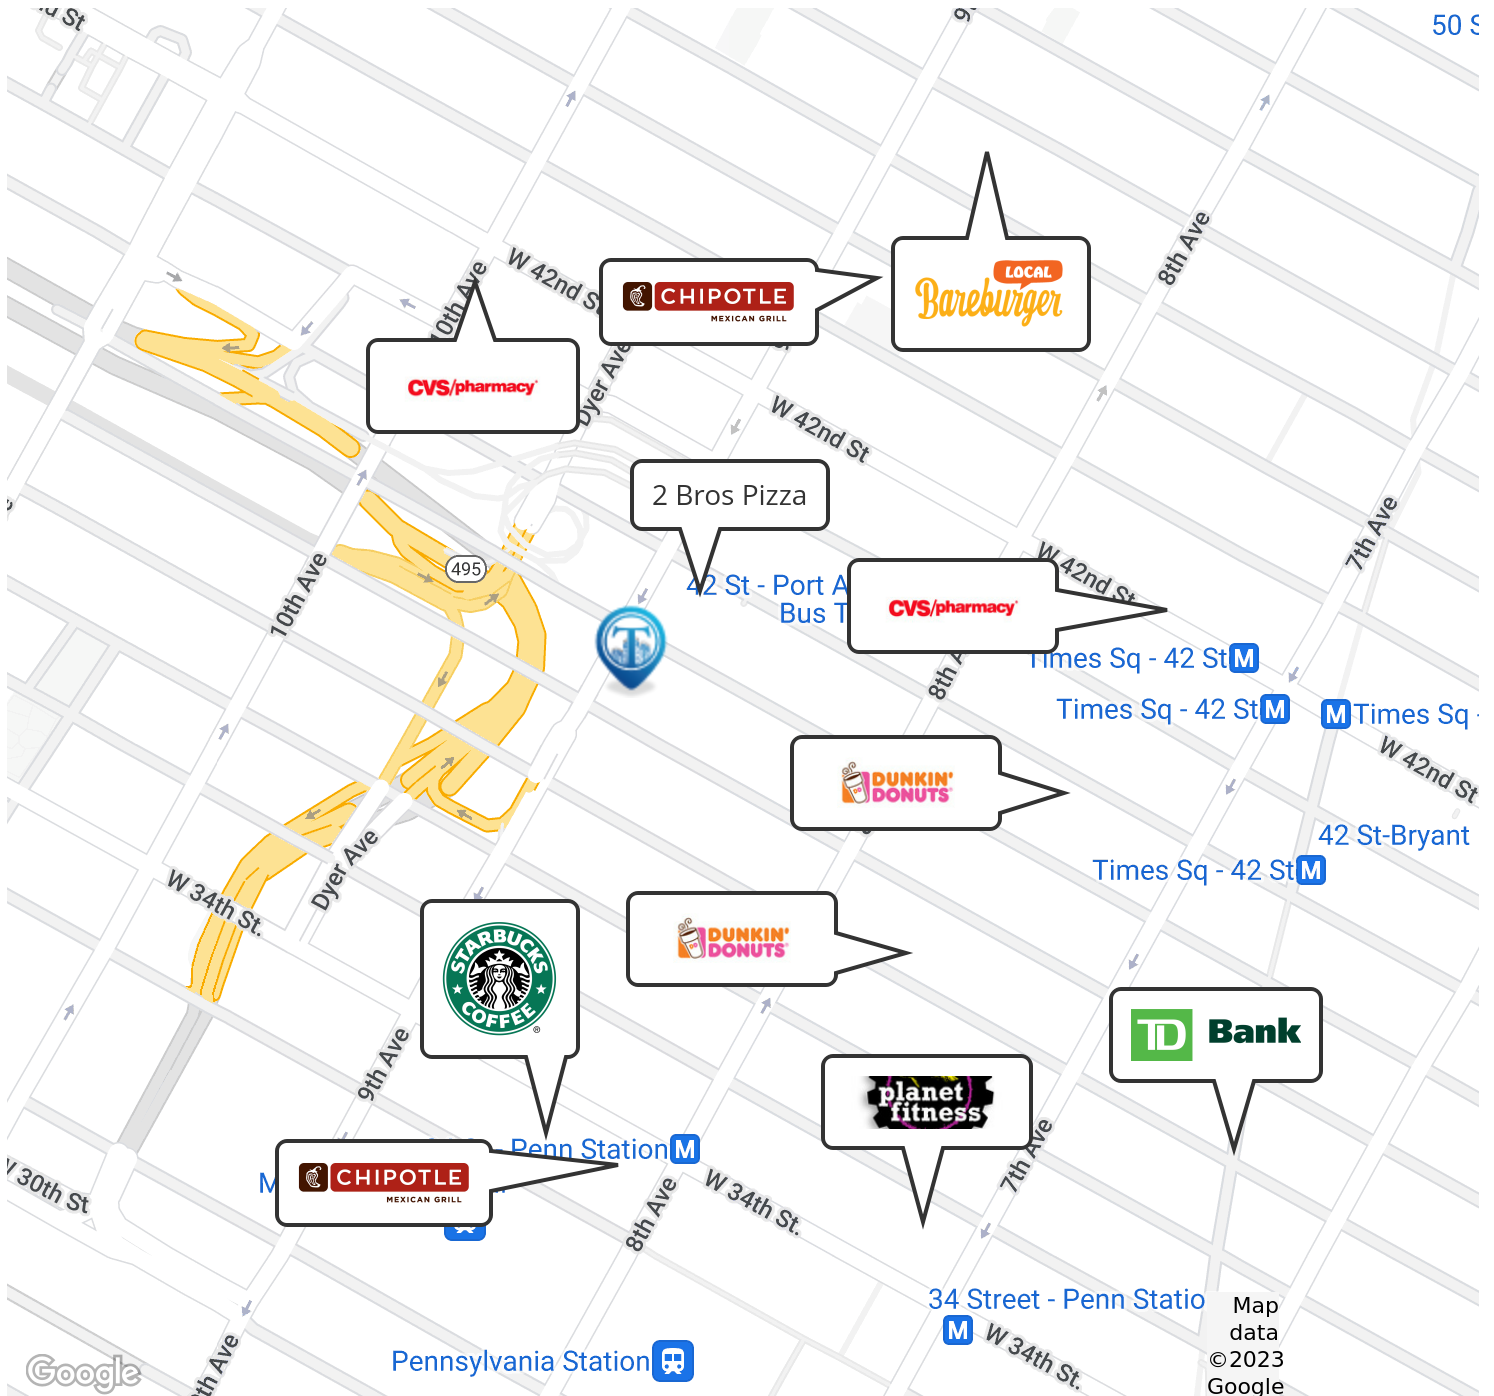 50 S
8th Ave
LOCAL
Bareburger
W 42nd S
10th Ave
CHIPOTLE
MEXICAN GRILL
CVS/pharmacy
Dyer Ave
W 42nd St
2 Bros Pizza
7th Ave
495
42 St - Port A
Bus T
W 42nd St
CVS/pharmacy
10th Ave
T
8th A
Times Sq - 42 St M
Times Sq - 42 St M
M Times Sq -
W 42nd St
DUNKIN'
DONUTS
42 St-Bryant
Dyer Ave
Times Sq - 42 St M
W 34th St.
STARBUCKS
COFFEE
®
DUNKIN'
DONUTS
TD Bank
9th Ave
planet
fitness
Penn Station M
7th Ave
W 30th St
M
CHIPOTLE
MEXICAN GRILL
8th Ave
W 34th St.
34 Street - Penn Statio
M
W 34th St.
Pennsylvania Station
th Ave
Google
Map
data
©2023
Google